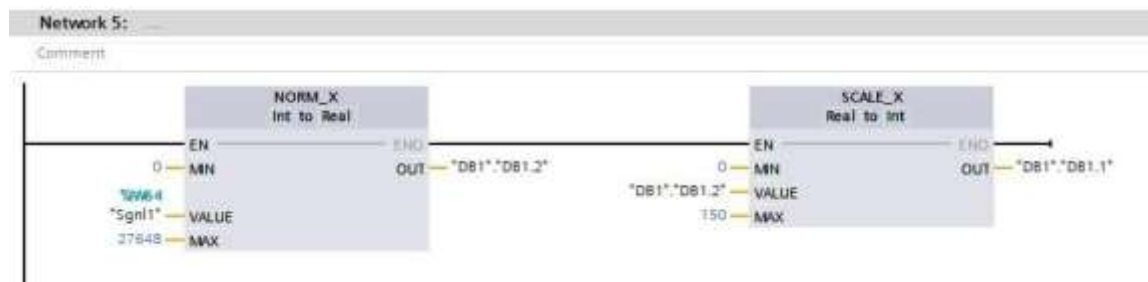 Network 5: ....
Comment
NORM_X
Int to Real
EN
ENO
0
MIN
OUT
"DB1"."DB1.2"
%IW64
"Sgnl1"
VALUE
27648
MAX
SCALE_X
Real to Int
EN
ENO
0
MIN
OUT
"DB1"."DB1.1"
"DB1"."DB1.2"
VALUE
150
MAX